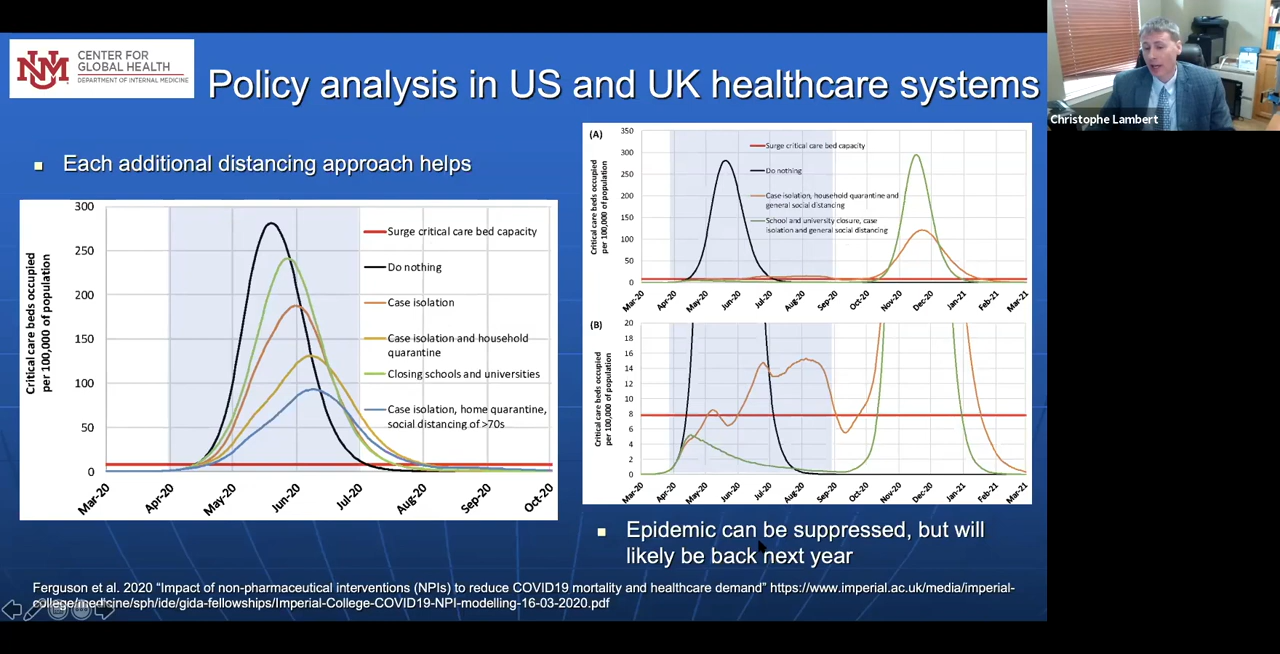 UNM
CENTER FOR
GLOBAL HEALTH
DEPARTMENT OF INTERNAL MEDICINE
Policy analysis in US and UK healthcare systems
Christophe Lambert
Each additional distancing approach helps
Critical care beds occupied
per 100,000 of population
300
250
200
150
100
50
0
Surge critical care bed capacity
Do nothing
Case isolation
Case isolation and household
quarantine
Closing schools and universities
Case isolation, home quarantine,
social distancing of >70s
Mar-20
Apr-20
May-20
Jun-20
Jul-20
Aug-20
Sep-20
Oct-20
(A)
Critical care beds occupied
per 100,000 of population
350
300
250
200
150
100
50
0
Surge critical care bed capacity
Do nothing
Case isolation, household quarantine and
general social distancing
School and university closure, case
isolation and general social distancing
Mar-20
Apr-20
May-20
Jun-20
Jul-20
Aug-20
Sep-20
Oct-20
Nov-20
Dec-20
Jan-21
Feb-21
Mar-21
(B)
Critical care beds occupied
per 100,000 of population
20
18
16
14
12
10
8
6
4
2
0
Mar-20
Apr-20
May-20
Jun-20
Jul-20
Aug-20
Sep-20
Oct-20
Nov-20
Dec-20
Jan-21
Feb-21
Mar-21
Epidemic can be suppressed, but will
likely be back next year
Ferguson et al. 2020 “Impact of non-pharmaceutical interventions (NPIs) to reduce COVID19 mortality and healthcare demand” https://www.imperial.ac.uk/media/imperial-
college/medicine/sph/ide/gida-fellowships/Imperial-College-COVID19-NPI-modelling-16-03-2020.pdf